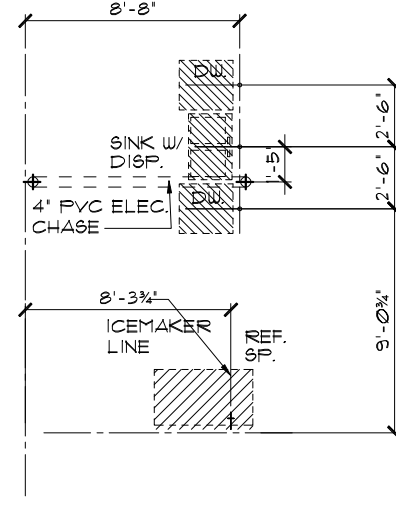 8'-8"
DW.
SINK W/
DISP.
2'-6"
1'-5"
2'-6"
4" PVC ELEC.
CHASE
DW.
8'-3¾"
ICEMAKER
LINE
REF.
SP.
9'-0¾"